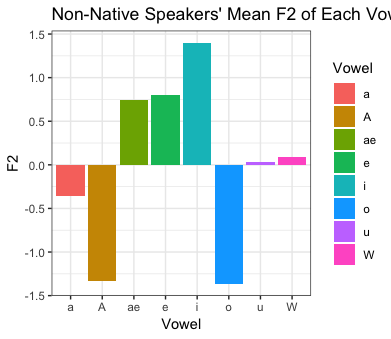 Non-Native Speakers' Mean F2 of Each
1.5
1.0
0.5
0.0
-0.5
-1.0
-1.5
F2
a A ae e i o u W
Vowel
Vowel
a
A
ae
e
i
o
u
W